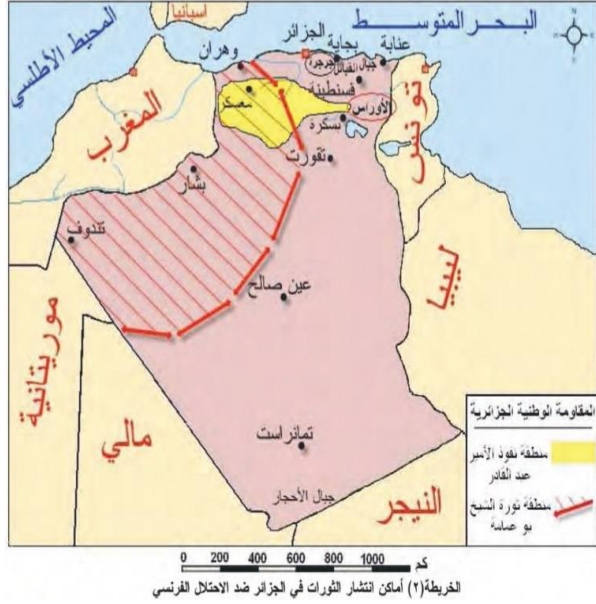 اسبانيا
البحر المتوسط
المحيط الأطلسي
الجزائر
بجاية
عنابة
وهران
جرجرة
جبال القبائل
قسنطينة
تونس
معسكر
الأوراس
بسكرة
المغرب
تقورت
بشار
تندوف
ليبيا
عين صالح
موريتانية
مالي
تمانراست
جبال الأحجار
النيجر
المقاومة الوطنية الجزائرية
منطقة نفوذ الأمير
عبد القادر
منطقة ثورة الشيخ
بو عمامة
0 200 400 600 800 1000 كم
الخريطة(٢) أماكن انتشار الثورات في الجزائر ضد الاحتلال الفرنسي